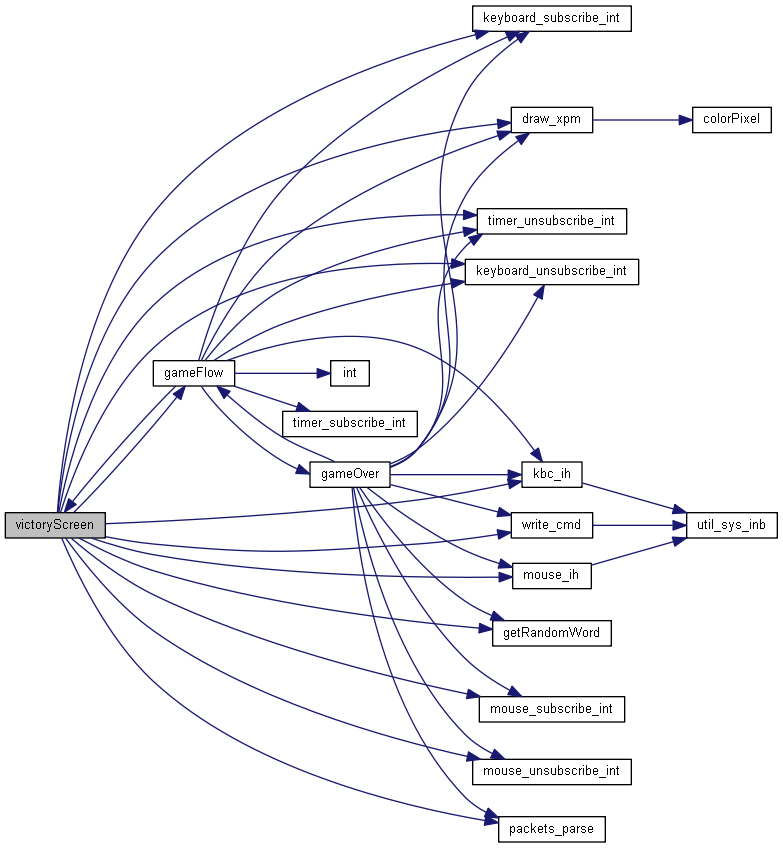 keyboard_subscribe_int
draw_xpm
colorPixel
timer_unsubscribe_int
keyboard_unsubscribe_int
gameFlow
int
timer_subscribe_int
gameOver
kbc_ih
victoryScreen
write_cmd
util_sys_inb
mouse_ih
getRandomWord
mouse_subscribe_int
mouse_unsubscribe_int
packets_parse